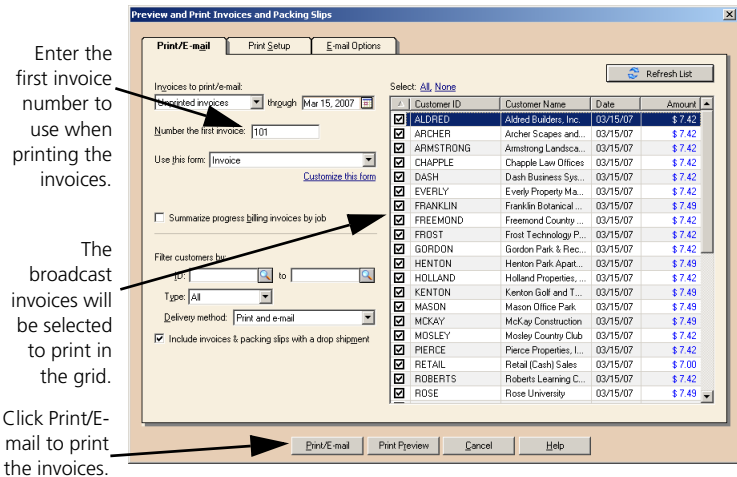 Preview and Print Invoices and Packing Slips
Print/E-mail
Print Setup
E-mail Options
Enter the
first invoice
number to
use when
printing the
invoices.
Invoices to print/e-mail:
Unprinted invoices through Mar 15, 2007
Number the first invoice: 101
Use this form: Invoice
Customize this form
Summarize progress billing invoices by job
The
broadcast
invoices will
be selected
to print in
the grid.
Filter customers by:
ID: to
Type: All
Delivery method: Print and e-mail
Include invoices & packing slips with a drop shipment
Refresh List
Select: All, None
Customer ID Customer Name Date Amount
ALDRED Aldred Builders, Inc. 03/15/07 $ 7.42
ARCHER Archer Scapes and... 03/15/07 $ 7.42
ARMSTRONG Armstrong Landsca... 03/15/07 $ 7.42
CHAPPLE Chapple Law Offices 03/15/07 $ 7.42
DASH Dash Business Sys... 03/15/07 $ 7.42
EVERLY Everly Property Ma... 03/15/07 $ 7.42
FRANKLIN Franklin Botanical ... 03/15/07 $ 7.49
FREEMOND Freemond Country ... 03/15/07 $ 7.42
FROST Frost Technology P... 03/15/07 $ 7.42
GORDON Gordon Park & Rec... 03/15/07 $ 7.42
HENTON Henton Park Apart... 03/15/07 $ 7.49
HOLLAND Holland Properties, ... 03/15/07 $ 7.42
KENTON Kenton Golf and T... 03/15/07 $ 7.49
MASON Mason Office Park 03/15/07 $ 7.49
MCKAY McKay Construction 03/15/07 $ 7.49
MOSLEY Mosley Country Club 03/15/07 $ 7.42
PIERCE Pierce Properties, I... 03/15/07 $ 7.42
RETAIL Retail (Cash) Sales 03/15/07 $ 7.00
ROBERTS Roberts Learning C... 03/15/07 $ 7.42
ROSE Rose University 03/15/07 $ 7.49
Click Print/E-
mail to print
the invoices.
Print/E-mail
Print Preview
Cancel
Help